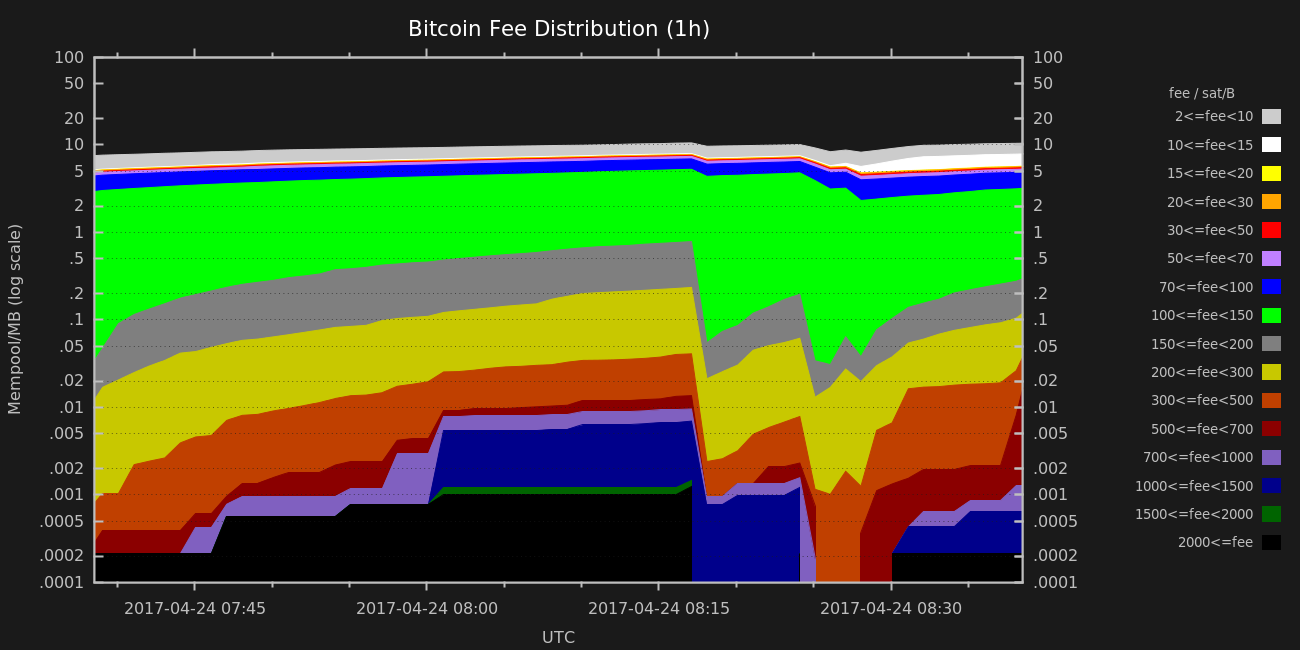 Bitcoin Fee Distribution (1h)
100
50
20
10
5
2
1
.5
.2
.1
.05
.02
.01
.005
.002
.001
.0005
.0002
.0001
Mempool/MB (log scale)
100
50
20
10
5
2
1
.5
.2
.1
.05
.02
.01
.005
.002
.001
.0005
.0002
.0001
2017-04-24 07:45
2017-04-24 08:00
2017-04-24 08:15
2017-04-24 08:30
UTC
fee / sat/B
2<=fee<10
10<=fee<15
15<=fee<20
20<=fee<30
30<=fee<50
50<=fee<70
70<=fee<100
100<=fee<150
150<=fee<200
200<=fee<300
300<=fee<500
500<=fee<700
700<=fee<1000
1000<=fee<1500
1500<=fee<2000
2000<=fee